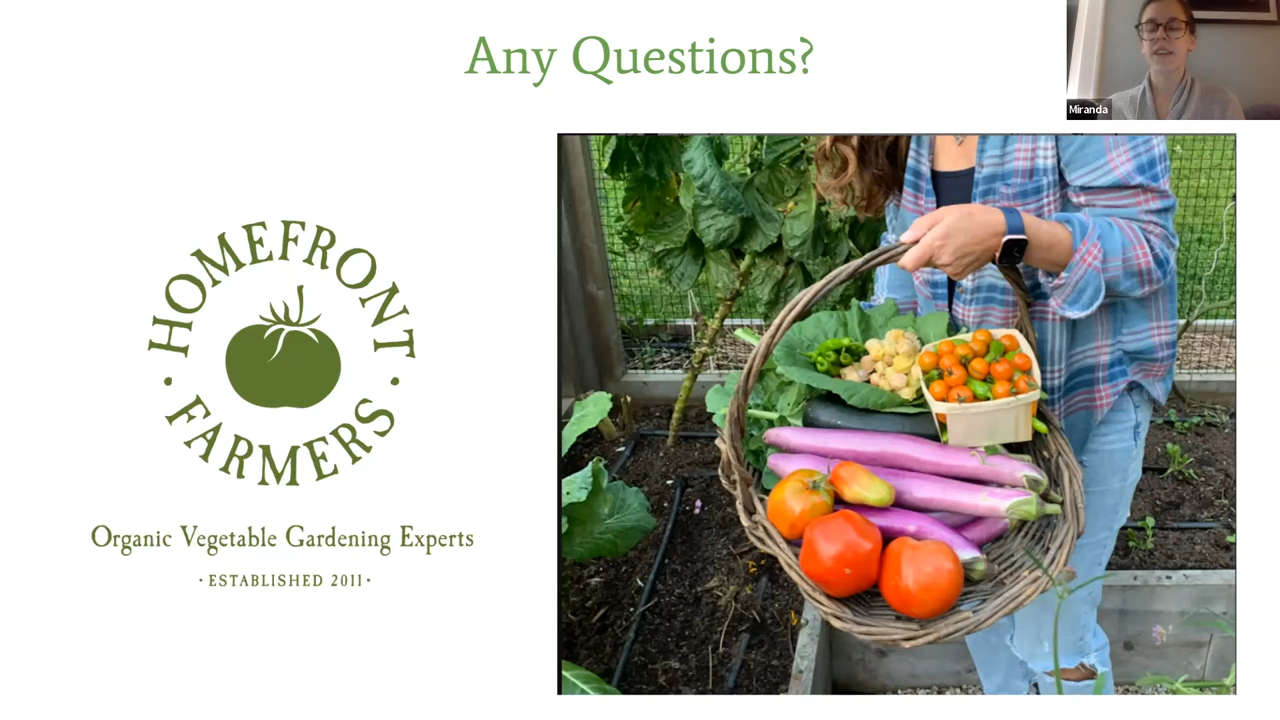 Any Questions?
Miranda
HOMEFRONT
· FARMERS ·
Organic Vegetable Gardening Experts
· ESTABLISHED 2011 ·